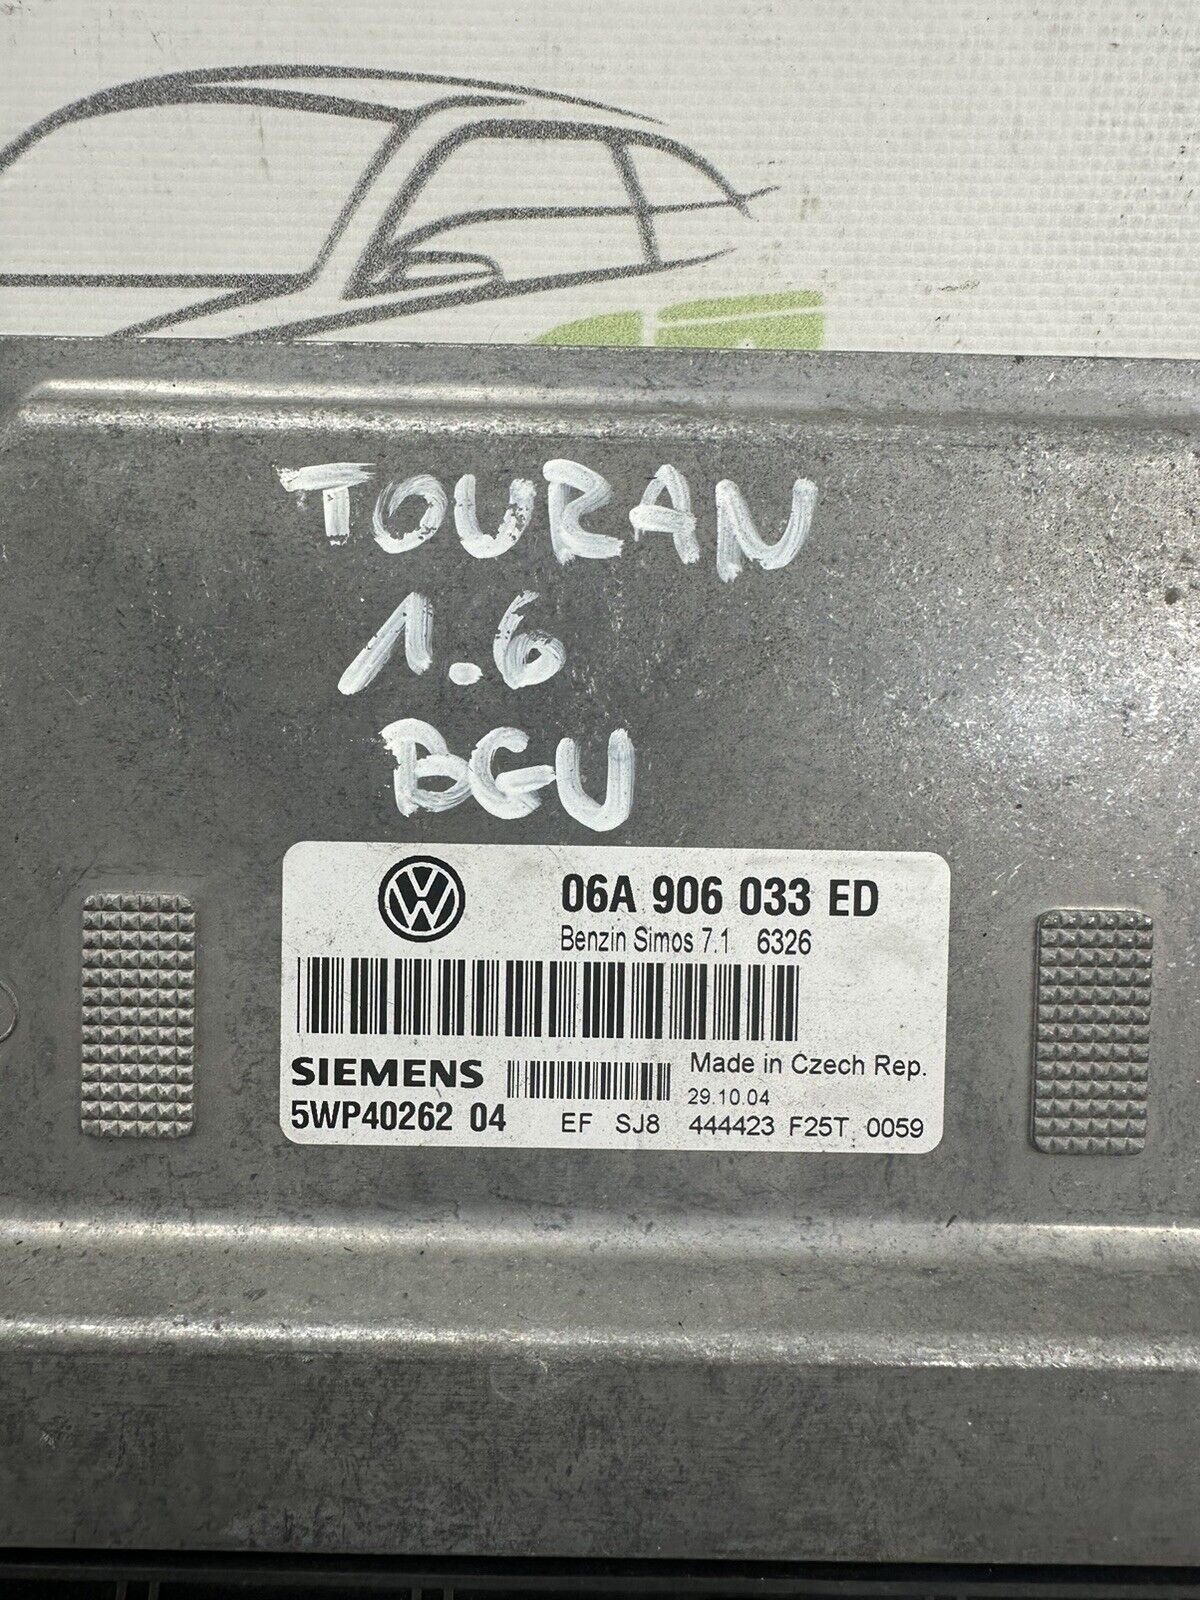 TOURAN
1.6
BGU
06A 906 033 ED
Benzin Simos 7.1 6326
SIEMENS
Made in Czech Rep.
29.10.04
5WP40262 04
EF SJ8 444423 F25T 0059